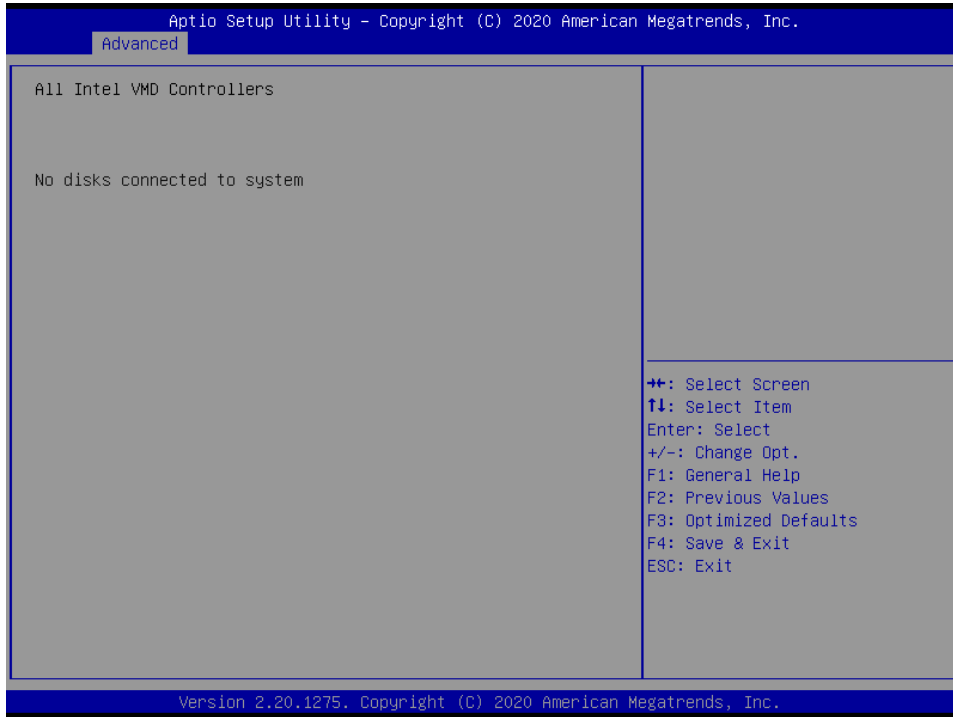 Aptio Setup Utility – Copyright (C) 2020 American Megatrends, Inc.
Advanced
All Intel VMD Controllers
No disks connected to system
→←: Select Screen
↑↓: Select Item
Enter: Select
+/-: Change Opt.
F1: General Help
F2: Previous Values
F3: Optimized Defaults
F4: Save & Exit
ESC: Exit
Version 2.20.1275. Copyright (C) 2020 American Megatrends, Inc.